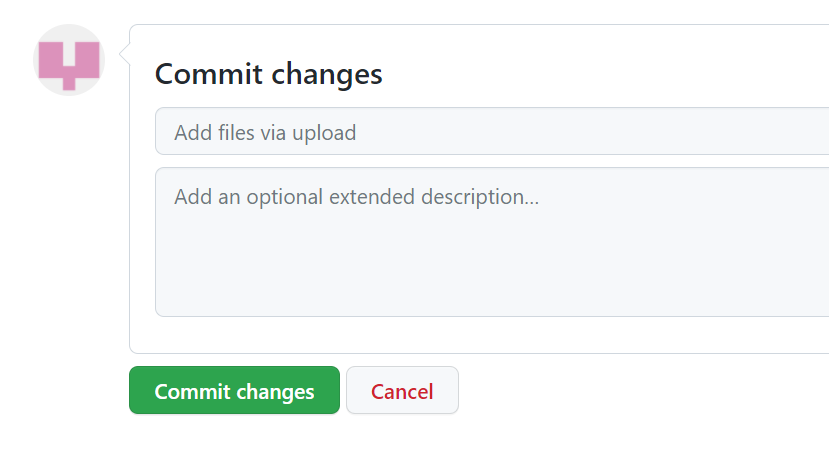 Commit changes
Add files via upload
Add an optional extended description...
Commit changes Cancel